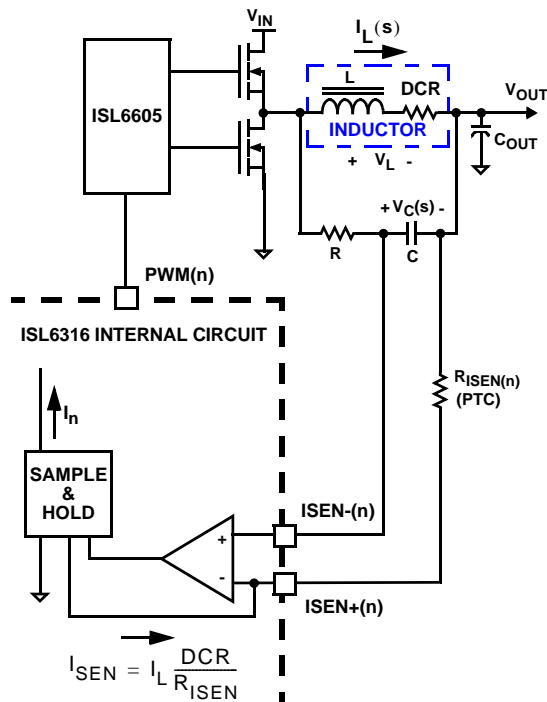 V_IN
I_L(s)
ISL6605
L
DCR
INDUCTOR
V_OUT
C_OUT
+ V_L -
+ V_C(s) -
R
C
PWM(n)
ISL6316 INTERNAL CIRCUIT
R_ISEN(n)
(PTC)
I_n
SAMPLE
&
HOLD
ISEN-(n)
+
-
ISEN+(n)
I_SEN = I_L DCR / R_ISEN